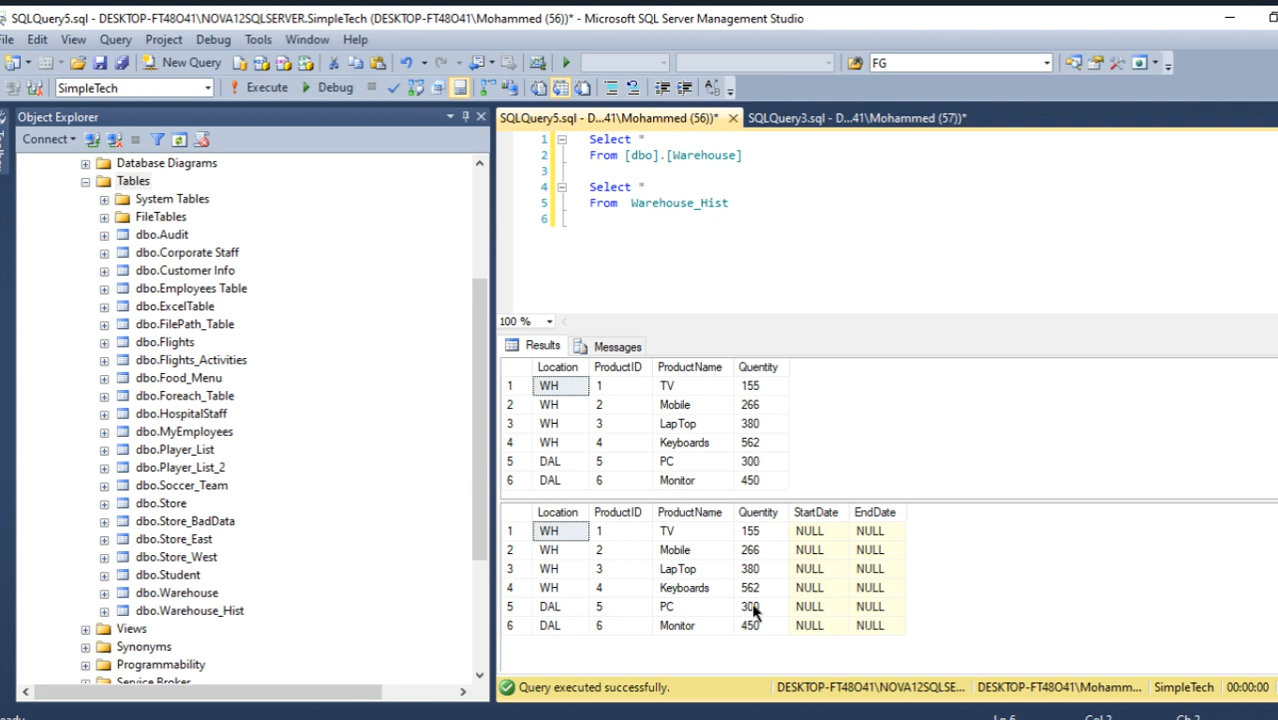 SQLQuery5.sql - DESKTOP-FT48O41\NOVA12SQLSERVER.SimpleTech (DESKTOP-FT48O41\Mohammed (56))* - Microsoft SQL Server Management Studio
File Edit View Query Project Debug Tools Window Help
New Query FG
SimpleTech Execute Debug
Object Explorer
Connect
Database Diagrams
Tables
System Tables
FileTables
dbo.Audit
dbo.Corporate Staff
dbo.Customer Info
dbo.Employees Table
dbo.ExcelTable
dbo.FilePath_Table
dbo.Flights
dbo.Flights_Activities
dbo.Food_Menu
dbo.Foreach_Table
dbo.HospitalStaff
dbo.MyEmployees
dbo.Player_List
dbo.Player_List_2
dbo.Soccer_Team
dbo.Store
dbo.Store_BadData
dbo.Store_East
dbo.Store_West
dbo.Student
dbo.Warehouse
dbo.Warehouse_Hist
Views
Synonyms
Programmability
Service Broker
SQLQuery5.sql - D...41\Mohammed (56))* SQLQuery3.sql - D...41\Mohammed (57))*
1 Select *
2 From [dbo].[Warehouse]
3
4 Select *
5 From Warehouse_Hist
6
100 %
Results Messages
Location ProductID ProductName Quentity
1 WH 1 TV 155
2 WH 2 Mobile 266
3 WH 3 LapTop 380
4 WH 4 Keyboards 562
5 DAL 5 PC 300
6 DAL 6 Monitor 450
Location ProductID ProductName Quentity StartDate EndDate
1 WH 1 TV 155 NULL NULL
2 WH 2 Mobile 266 NULL NULL
3 WH 3 LapTop 380 NULL NULL
4 WH 4 Keyboards 562 NULL NULL
5 DAL 5 PC 300 NULL NULL
6 DAL 6 Monitor 450 NULL NULL
Query executed successfully. DESKTOP-FT48O41\NOVA12SQLSE... DESKTOP-FT48O41\Mohamm... SimpleTech 00:00:00